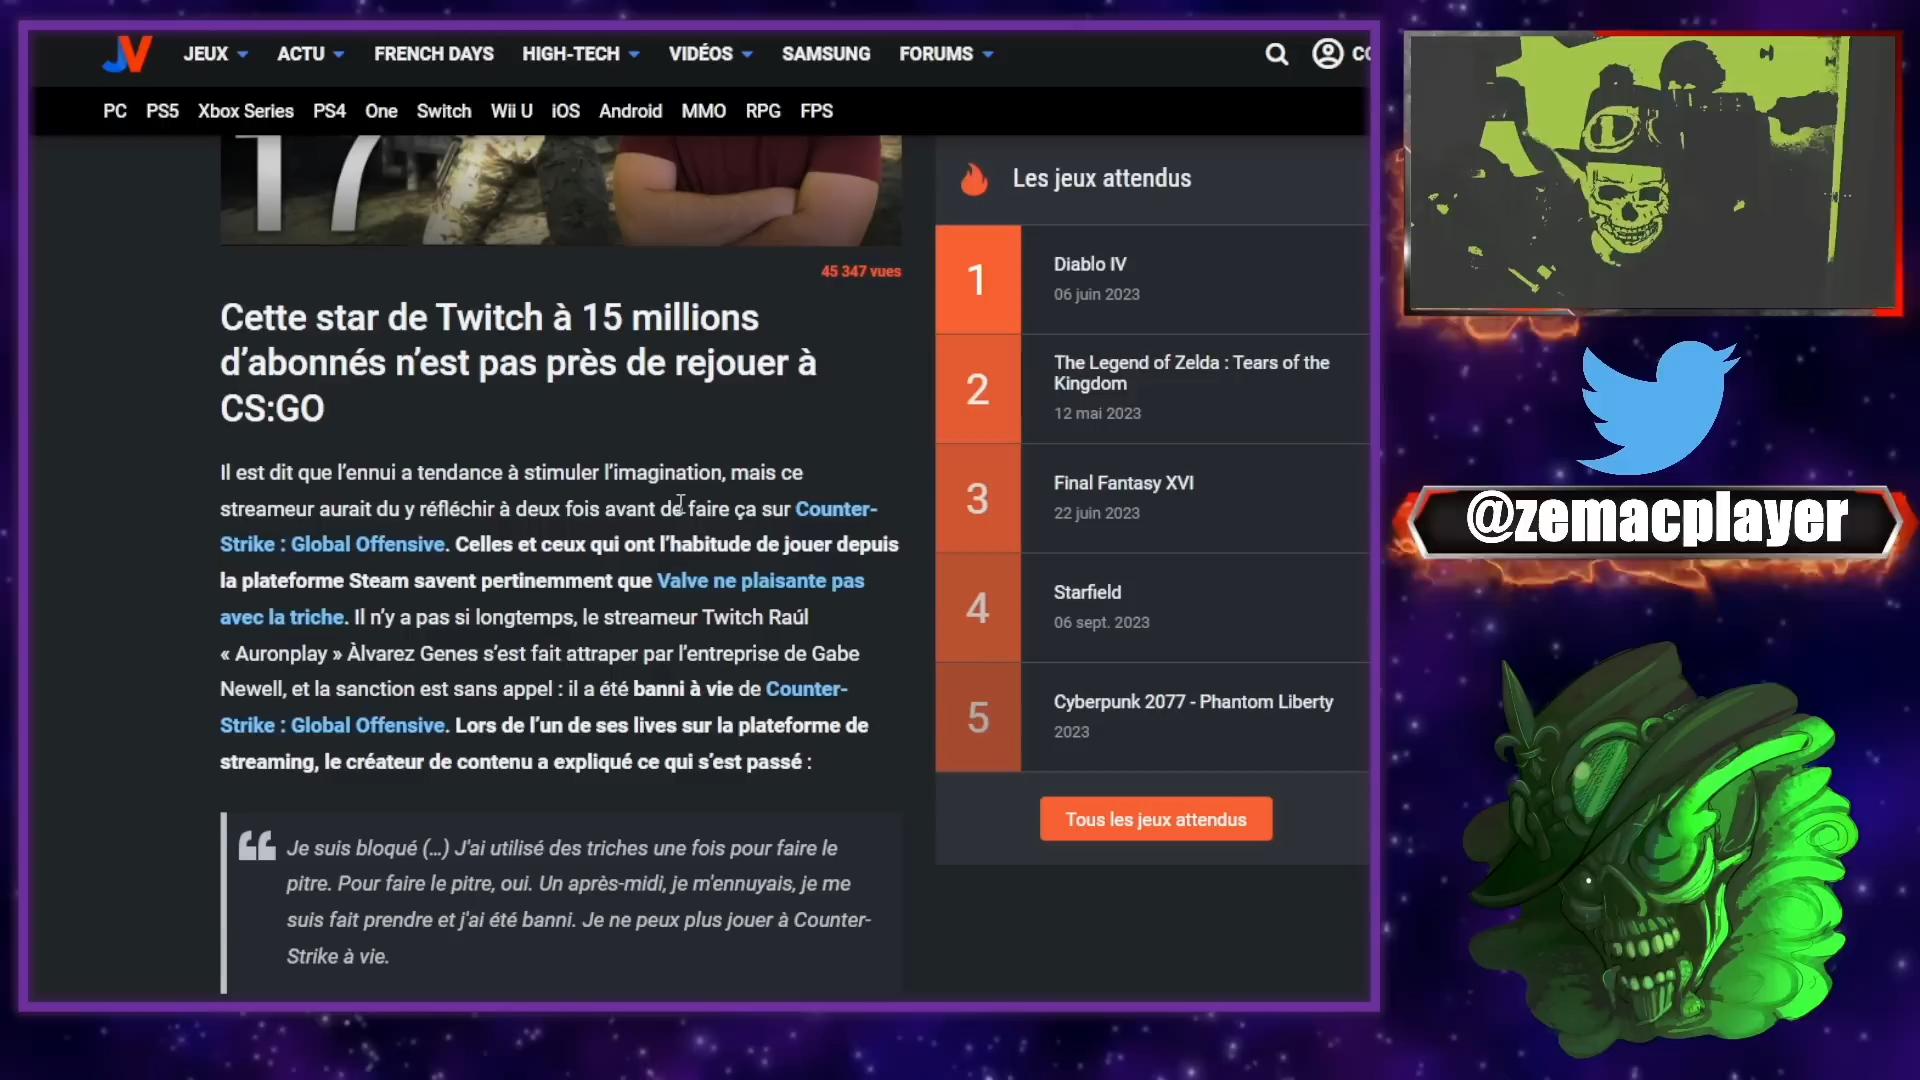 JV
JEUX
ACTU
FRENCH DAYS
HIGH-TECH
VIDÉOS
SAMSUNG
FORUMS
PC
PS5
Xbox Series
PS4
One
Switch
Wii U
iOS
Android
MMO
RPG
FPS
17
45 347 vues
Cette star de Twitch à 15 millions
d’abonnés n’est pas près de rejouer à
CS:GO
Il est dit que l’ennui a tendance à stimuler l’imagination, mais ce
streameur aurait du y réfléchir à deux fois avant de faire ça sur Counter-
Strike : Global Offensive. Celles et ceux qui ont l’habitude de jouer depuis
la plateforme Steam savent pertinemment que Valve ne plaisante pas
avec la triche. Il n’y a pas si longtemps, le streameur Twitch Raúl
« Auronplay » Àlvarez Genes s’est fait attraper par l’entreprise de Gabe
Newell, et la sanction est sans appel : il a été banni à vie de Counter-
Strike : Global Offensive. Lors de l’un de ses lives sur la plateforme de
streaming, le créateur de contenu a expliqué ce qui s’est passé :
Je suis bloqué (…) J'ai utilisé des triches une fois pour faire le
pitre. Pour faire le pitre, oui. Un après-midi, je m'ennuyais, je me
suis fait prendre et j'ai été banni. Je ne peux plus jouer à Counter-
Strike à vie.
Les jeux attendus
1
Diablo IV
06 juin 2023
2
The Legend of Zelda : Tears of the
Kingdom
12 mai 2023
3
Final Fantasy XVI
22 juin 2023
4
Starfield
06 sept. 2023
5
Cyberpunk 2077 - Phantom Liberty
2023
Tous les jeux attendus
@zemacplayer